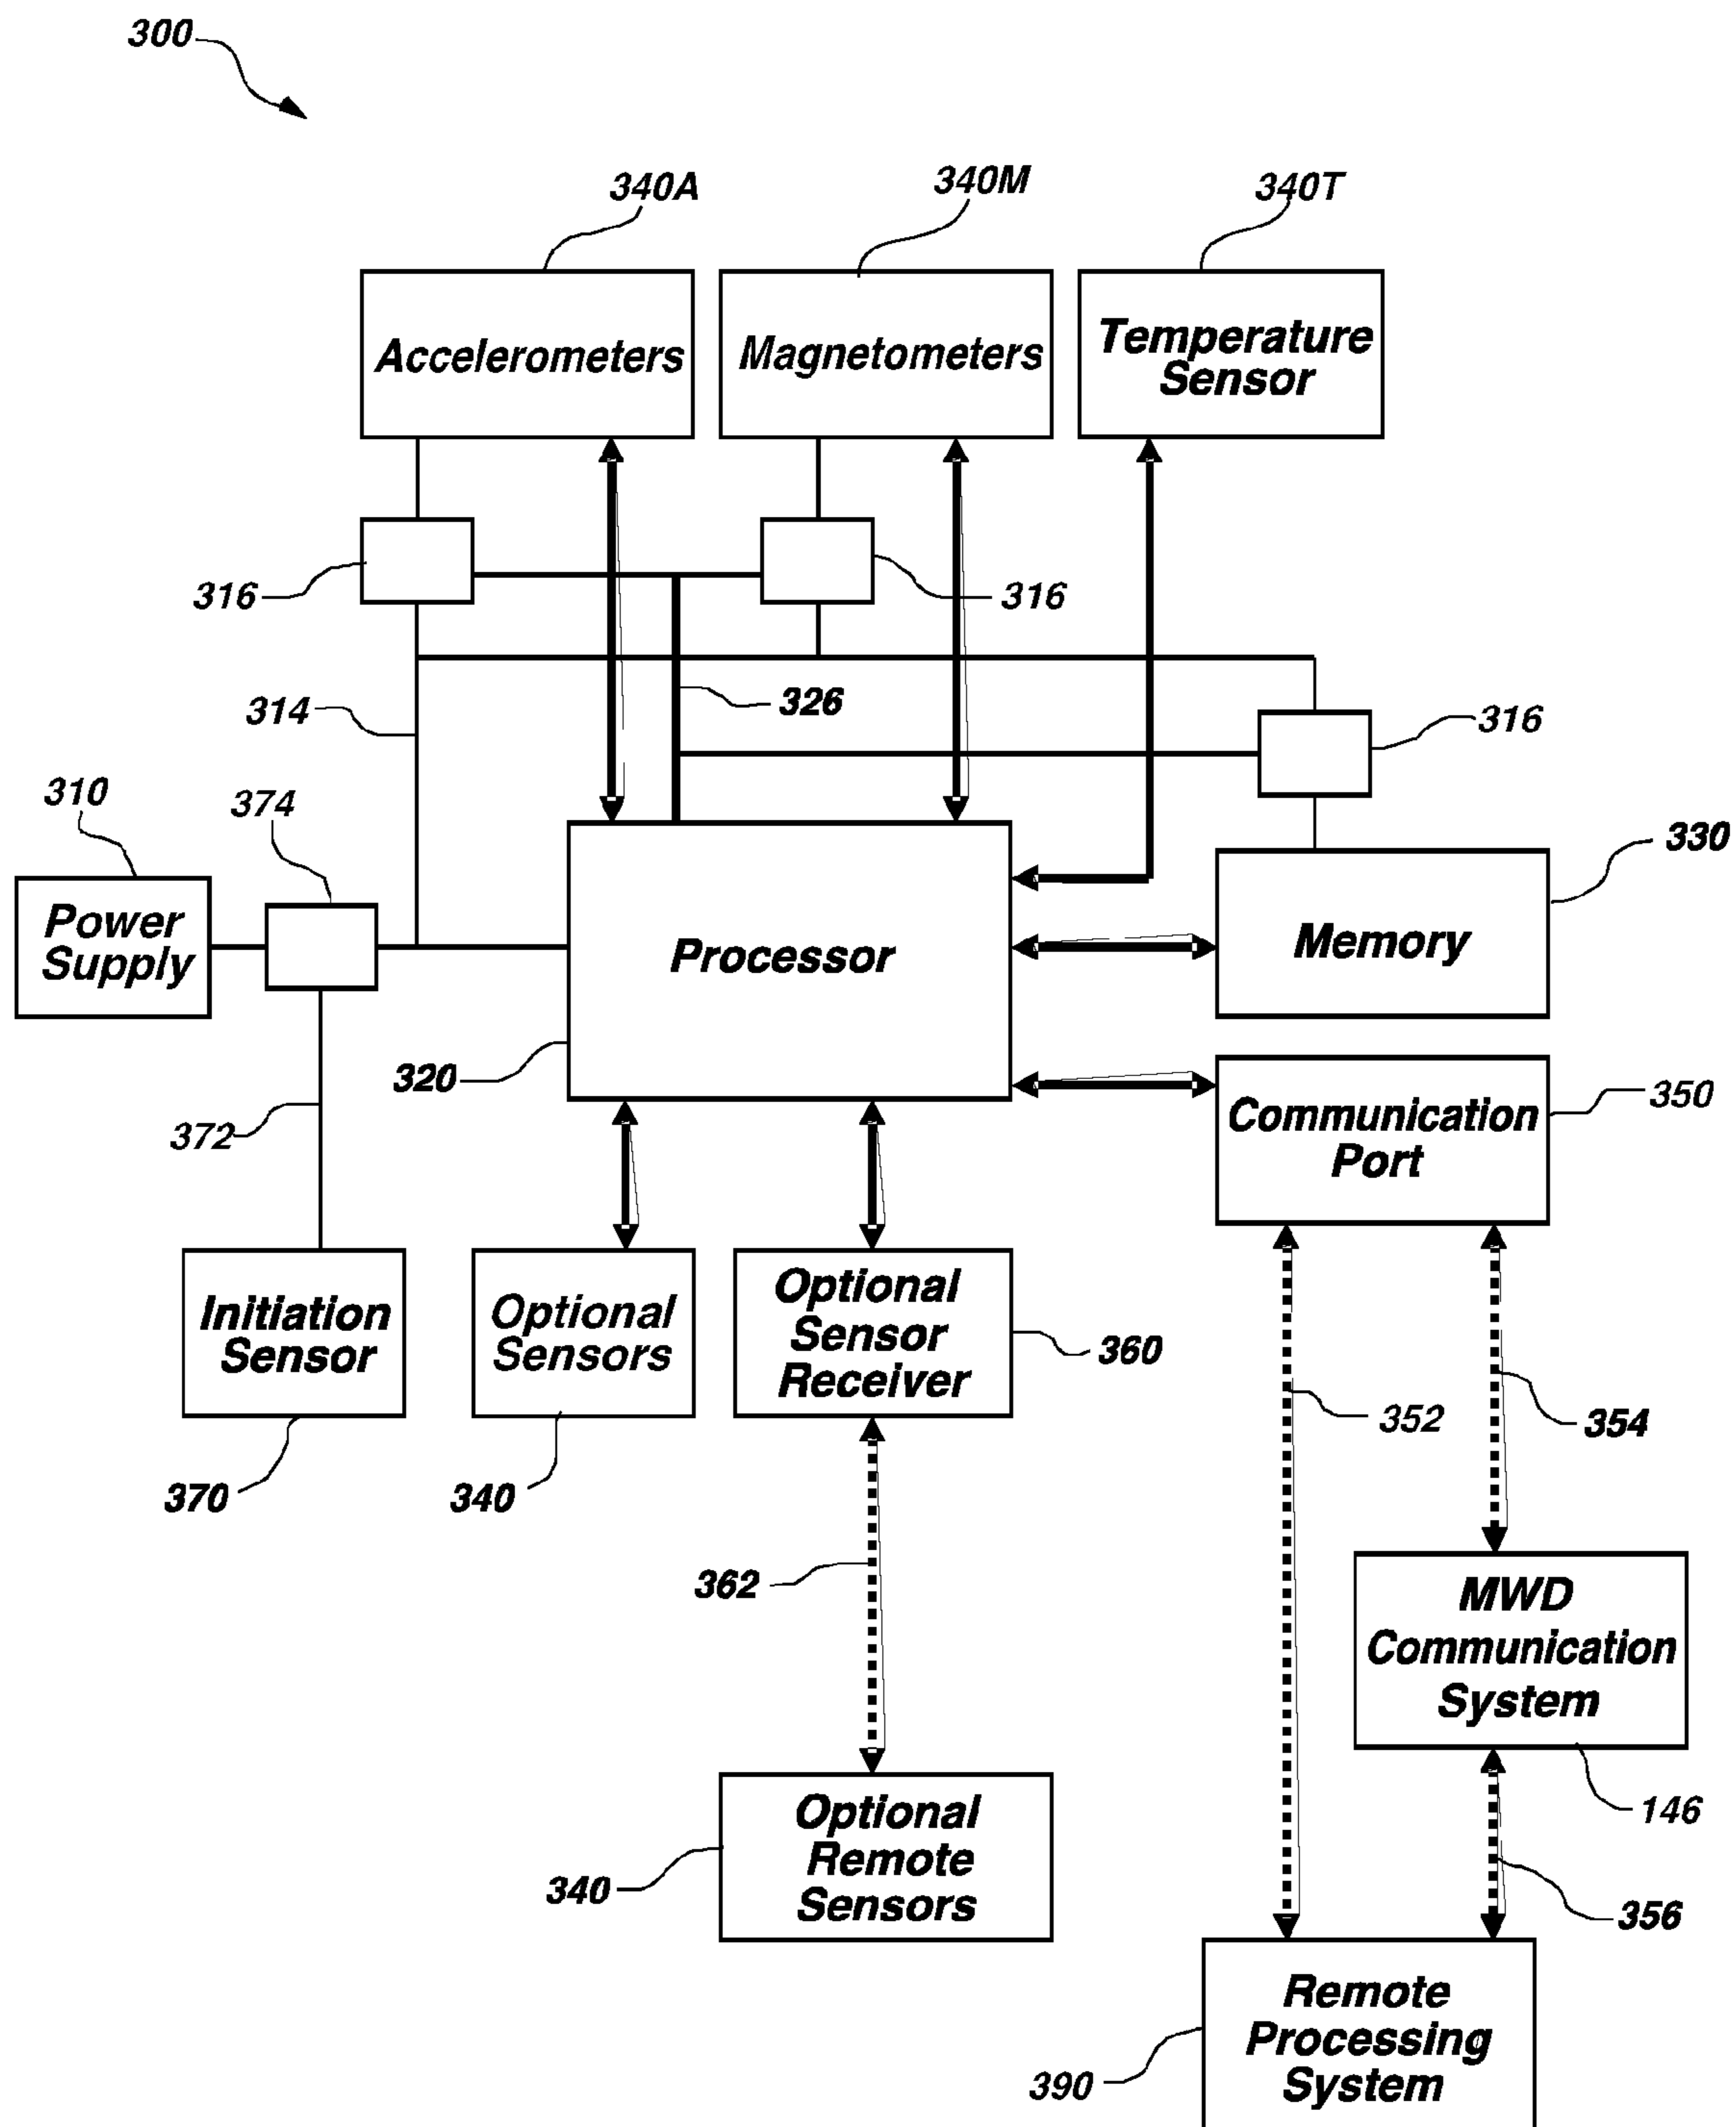 300
340A
340M
340T
Accelerometers
Magnetometers
Temperature
Sensor
316
316
314
326
316
310
374
330
Power
Supply
Processor
Memory
320
372
Communication
Port
350
Initiation
Sensor
Optional
Sensors
Optional
Sensor
Receiver
360
352
354
370
340
362
MWD
Communication
System
146
Optional
Remote
Sensors
340
356
Remote
Processing
System
390